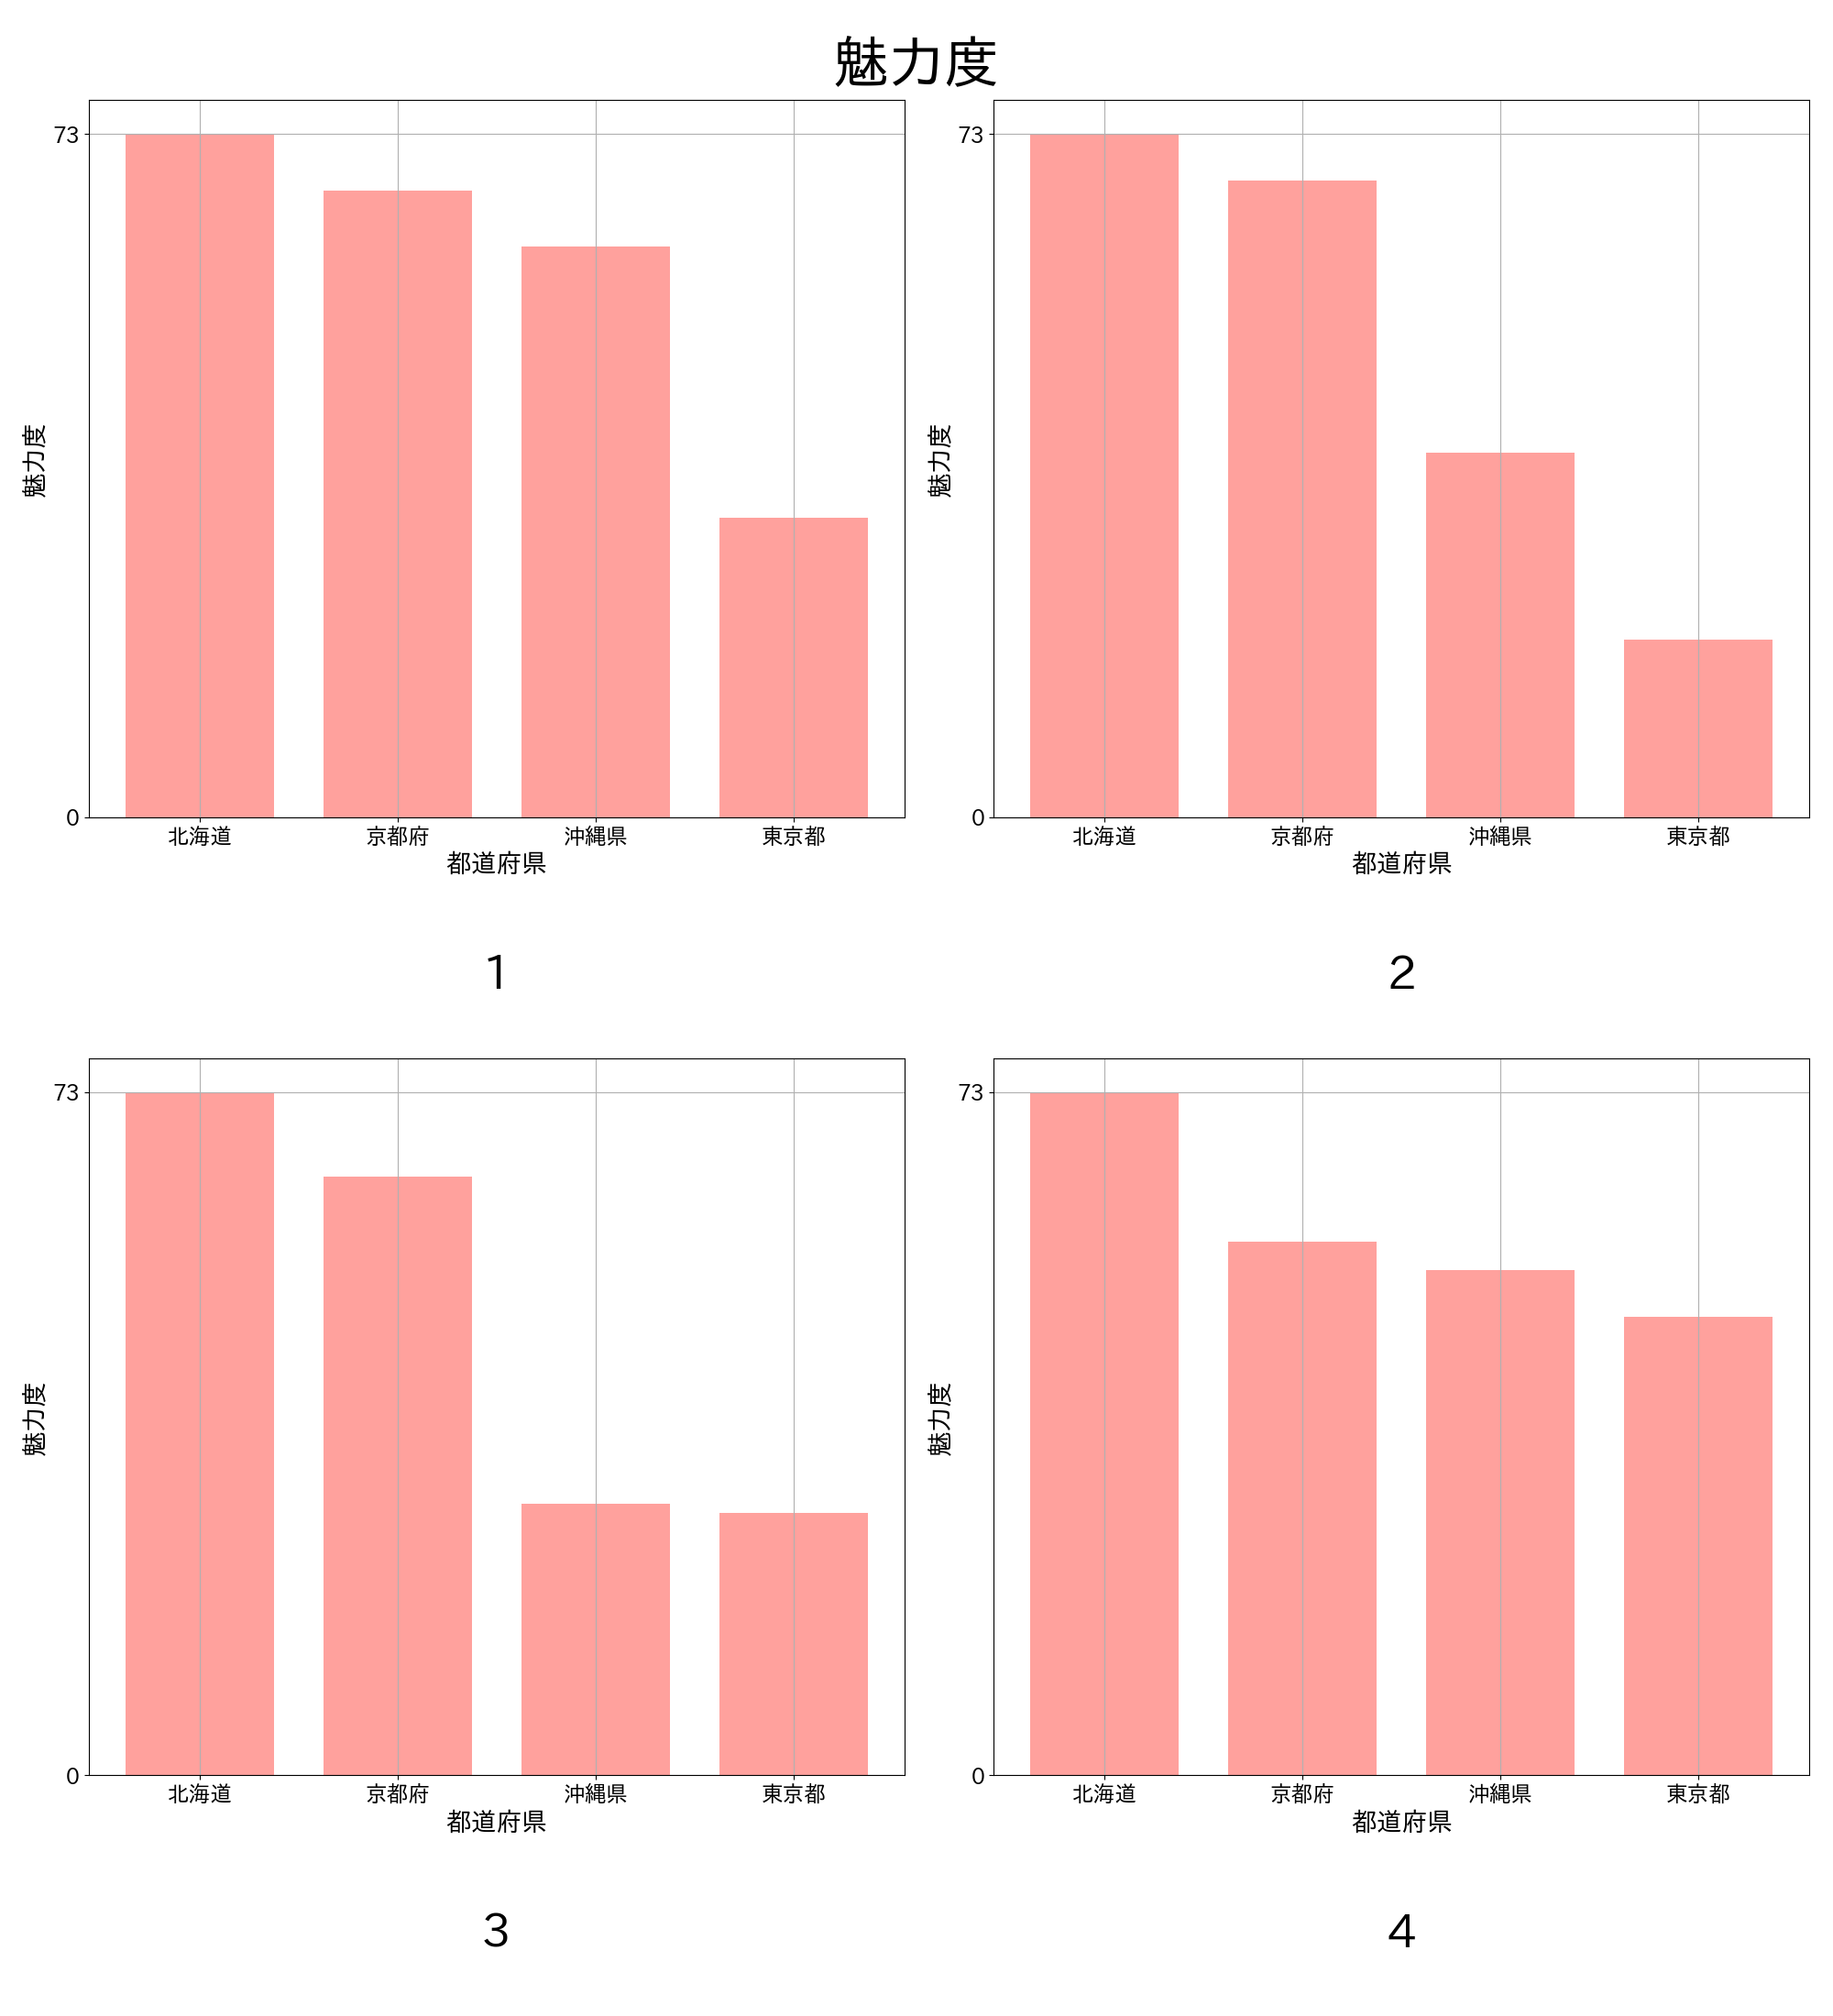 魅力度
73
0
魅力度
北海道 京都府 沖縄県 東京都
都道府県
1
73
0
魅力度
北海道 京都府 沖縄県 東京都
都道府県
2
73
0
魅力度
北海道 京都府 沖縄県 東京都
都道府県
3
73
0
魅力度
北海道 京都府 沖縄県 東京都
都道府県
4